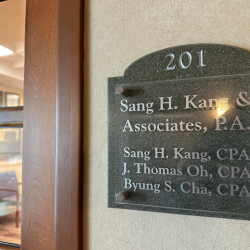 201
Sang H. Kang &
Associates, P.A.
Sang H. Kang, CPA
J. Thomas Oh, CPA
Byung S. Cha, CPA